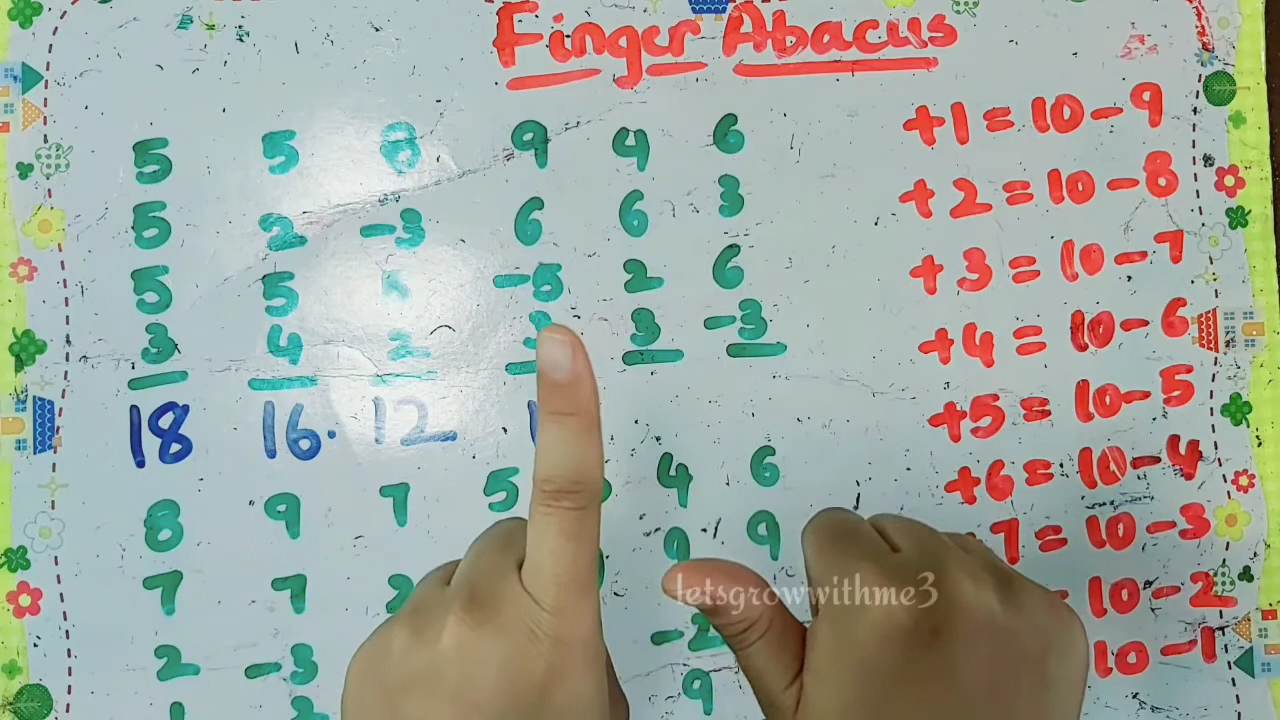 Finger Abacus
5 5 8 9 4 6
5 2 -3 6 6 3
5 5 -5 2 6
3 4 2 3 -3
18 16. 12
+1 = 10-9
+2 = 10-8
+3 = 10-7
+4 = 10-6
+5 = 10-5
+6 = 10-4
7 = 10-3
10-2
10-1
8 9 7 5 4 6
7 7 2 9 9
2 -3 -2
9
letsgrowwithme3